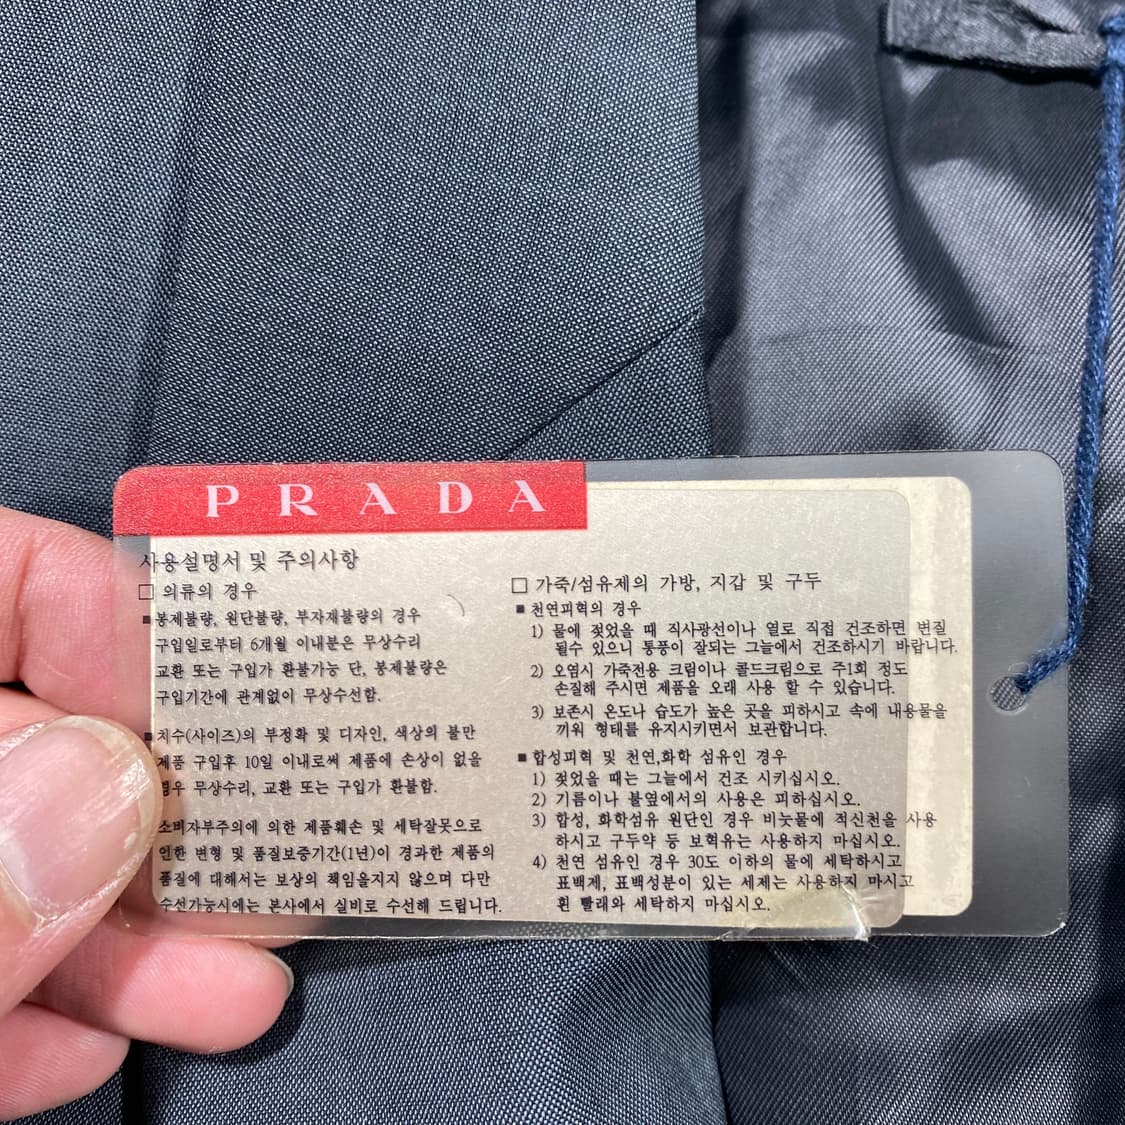 PRADA
사용설명서 및 주의사항
□ 의류의 경우
■ 봉제불량, 원단불량, 부자재불량의 경우
구입일로부터 6개월 이내분은 무상수리
교환 또는 구입가 환불가능 단, 봉제불량은
구입기간에 관계없이 무상수선함.
■ 치수(사이즈)의 부정확 및 디자인, 색상의 불만
제품 구입후 10일 이내로써 제품에 손상이 없을
경우 무상수리, 교환 또는 구입가 환불함.
소비자부주의에 의한 제품훼손 및 세탁잘못으로
인한 변형 및 품질보증기간(1년)이 경과한 제품의
품질에 대해서는 보상의 책임을지지 않으며 다만
수선가능시에는 본사에서 실비로 수선해 드립니다.
□ 가죽/섬유제의 가방, 지갑 및 구두
■ 천연피혁의 경우
1) 물에 젖었을 때 직사광선이나 열로 직접 건조하면 변질
될수 있으니 통풍이 잘되는 그늘에서 건조하시기 바랍니다.
2) 오염시 가죽전용 크림이나 콜드크림으로 주1회 정도
손질해 주시면 제품을 오래 사용 할 수 있습니다.
3) 보존시 온도나 습도가 높은 곳을 피하시고 속에 내용물을
끼워 형태를 유지시키면서 보관합니다.
■ 합성피혁 및 천연,화학 섬유인 경우
1) 젖었을 때는 그늘에서 건조 시키십시오.
2) 기름이나 불옆에서의 사용은 피하십시오.
3) 합성, 화학섬유 원단인 경우 비눗물에 적신천을 사용
하시고 구두약 등 보혁유는 사용하지 마십시오.
4) 천연 섬유인 경우 30도 이하의 물에 세탁하시고
표백제, 표백성분이 있는 세제는 사용하지 마시고
흰 빨래와 세탁하지 마십시오.